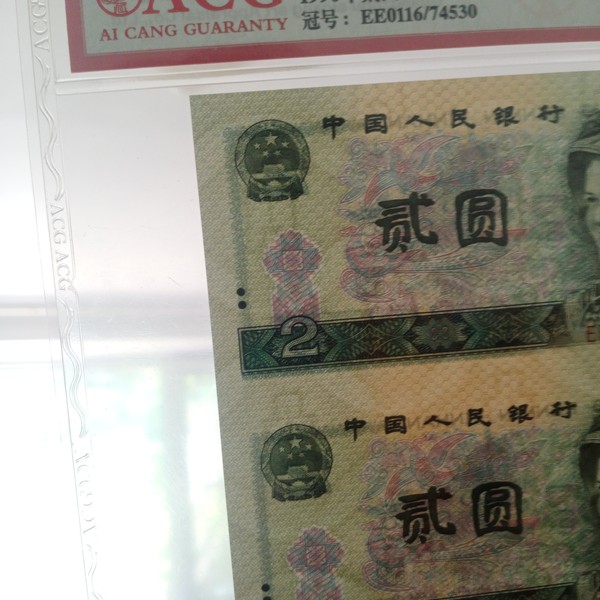 ACG
AI CANG GUARANTY
冠号: EE0116/74530
中国人民银行
贰圆
2
中国人民银行
贰圆
ACG ACG